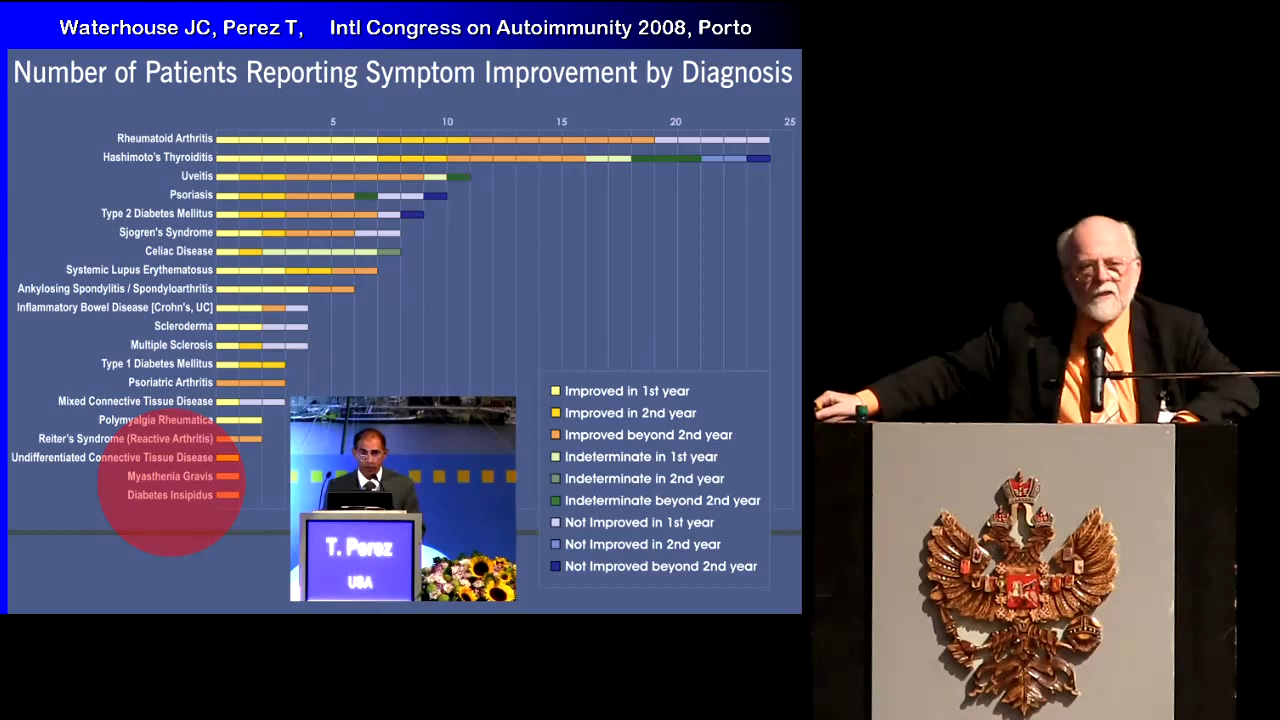 Waterhouse JC, Perez T, Intl Congress on Autoimmunity 2008, Porto
Number of Patients Reporting Symptom Improvement by Diagnosis
5 10 15 20 25
Rheumatoid Arthritis
Hashimoto's Thyroiditis
Uveitis
Psoriasis
Type 2 Diabetes Mellitus
Sjogren's Syndrome
Celiac Disease
Systemic Lupus Erythematosus
Ankylosing Spondylitis / Spondyloarthritis
Inflammatory Bowel Disease [Crohn's, UC]
Scleroderma
Multiple Sclerosis
Type 1 Diabetes Mellitus
Psoriatric Arthritis
Mixed Connective Tissue Disease
Polymyalgia Rheumatica
Reiter's Syndrome (Reactive Arthritis)
Undifferentiated Connective Tissue Disease
Myasthenia Gravis
Diabetes Insipidus
Improved in 1st year
Improved in 2nd year
Improved beyond 2nd year
Indeterminate in 1st year
Indeterminate in 2nd year
Indeterminate beyond 2nd year
Not Improved in 1st year
Not Improved in 2nd year
Not Improved beyond 2nd year
T. Perez
USA